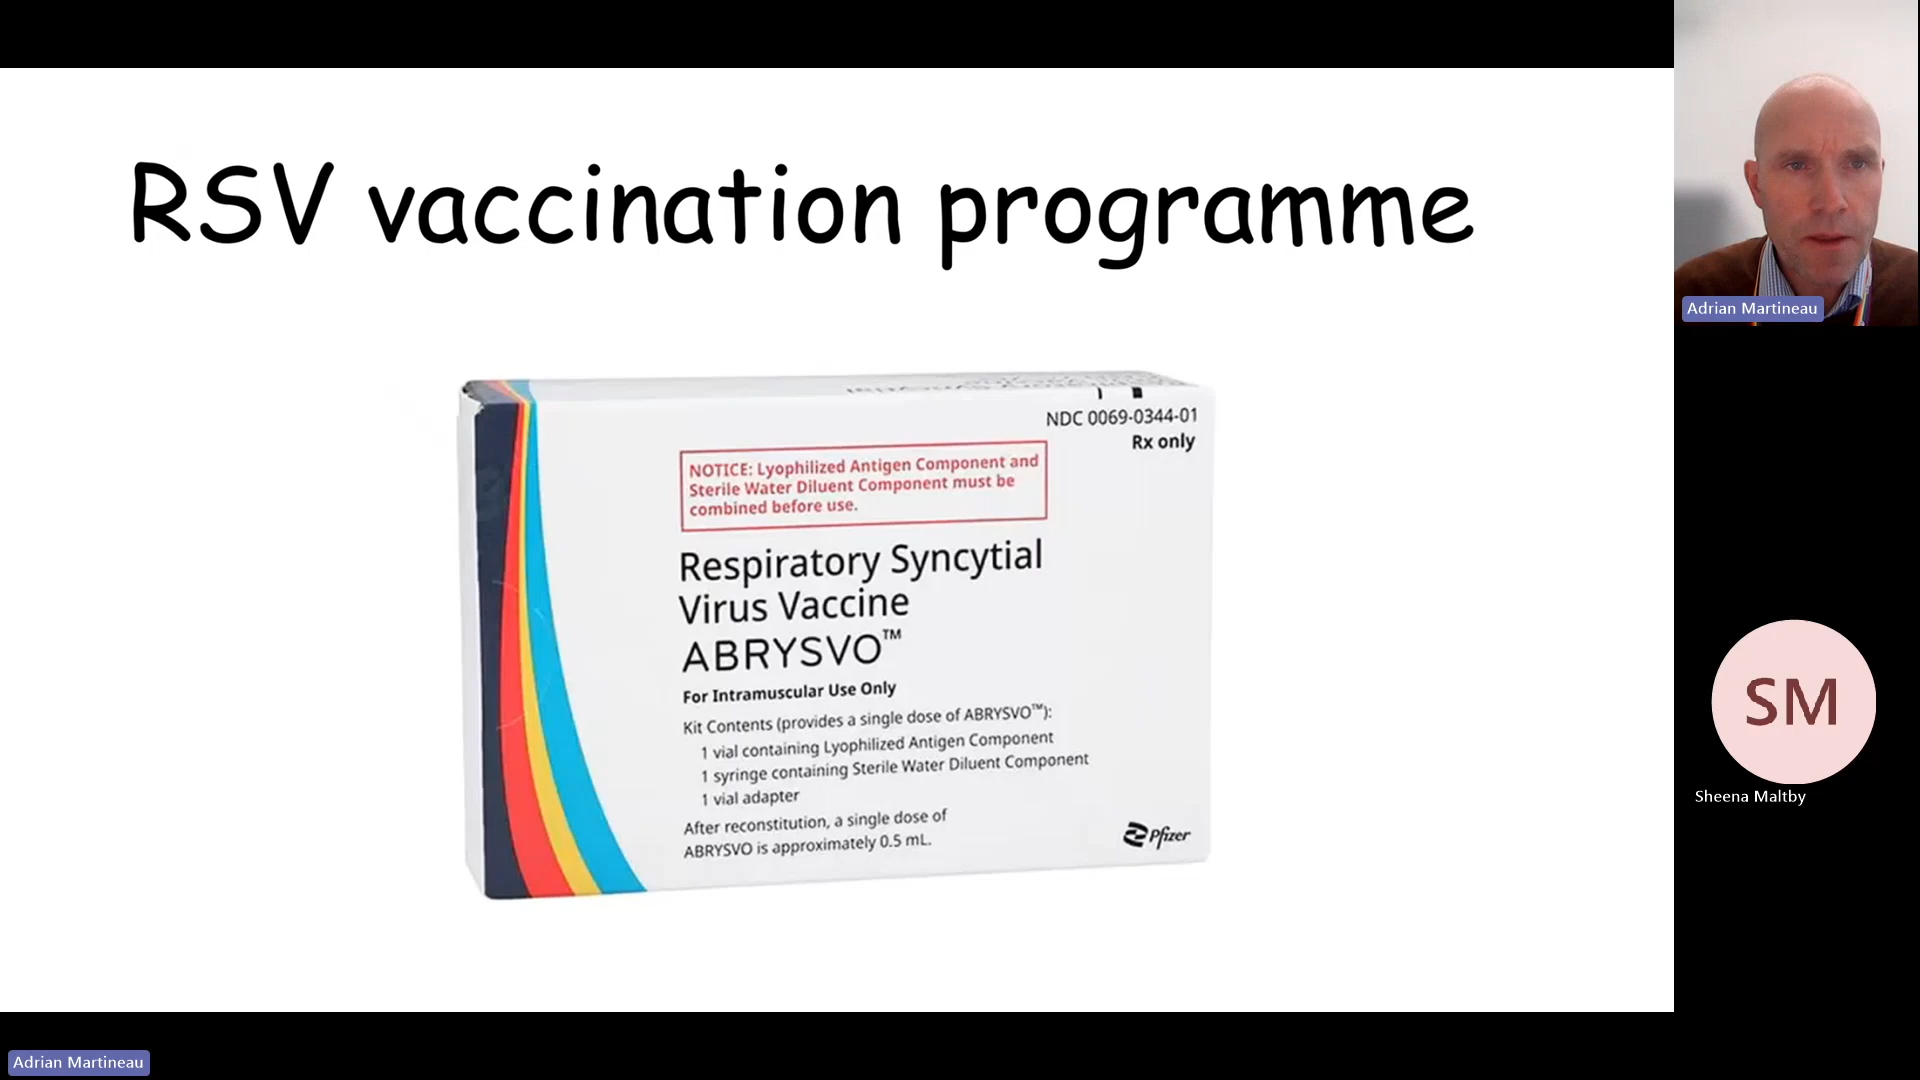 RSV vaccination programme
NDC 0069-0344-01
Rx only
NOTICE: Lyophilized Antigen Component and
Sterile Water Diluent Component must be
combined before use.
Respiratory Syncytial
Virus Vaccine
ABRYSVO™
For Intramuscular Use Only
Kit Contents (provides a single dose of ABRYSVO™):
1 vial containing Lyophilized Antigen Component
1 syringe containing Sterile Water Diluent Component
1 vial adapter
After reconstitution, a single dose of
ABRYSVO is approximately 0.5 mL.
Pfizer
Adrian Martineau
SM
Sheena Maltby
Adrian Martineau